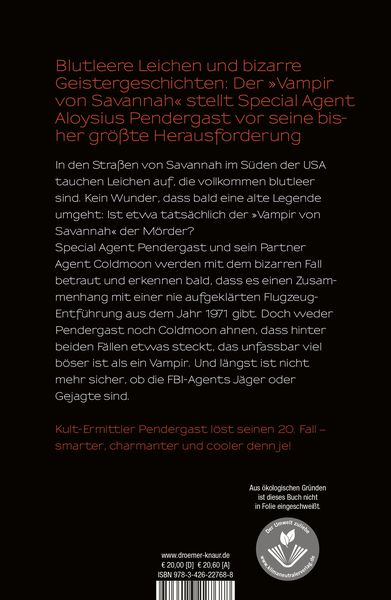 Blutleere Leichen und bizarre
Geistergeschichten: Der »Vampir
von Savannah« stellt Special Agent
Aloysius Pendergast vor seine bis-
her größte Herausforderung
In den Straßen von Savannah im Süden der USA
tauchen Leichen auf, die vollkommen blutleer
sind. Kein Wunder, dass bald eine alte Legende
umgeht: Ist etwa tatsächlich der »Vampir von
Savannah« der Mörder?
Special Agent Pendergast und sein Partner
Agent Coldmoon werden mit dem bizarren Fall
betraut und erkennen bald, dass es einen Zusam-
menhang mit einer nie aufgeklärten Flugzeug-
Entführung aus dem Jahr 1971 gibt. Doch weder
Pendergast noch Coldmoon ahnen, dass hinter
beiden Fällen etwas steckt, das unfassbar viel
böser ist als ein Vampir. Und längst ist nicht
mehr sicher, ob die FBI-Agents Jäger oder
Gejagte sind.
Kult-Ermittler Pendergast löst seinen 20. Fall –
smarter, charmanter und cooler denn je!
Aus ökologischen Gründen
ist dieses Buch nicht
in Folie eingeschweißt.
Der Umwelt zuliebe
www.klimaneutralerverlag.de
www.droemer-knaur.de
€ 20,00 [D] € 20,60 [A]
ISBN 978-3-426-22768-8